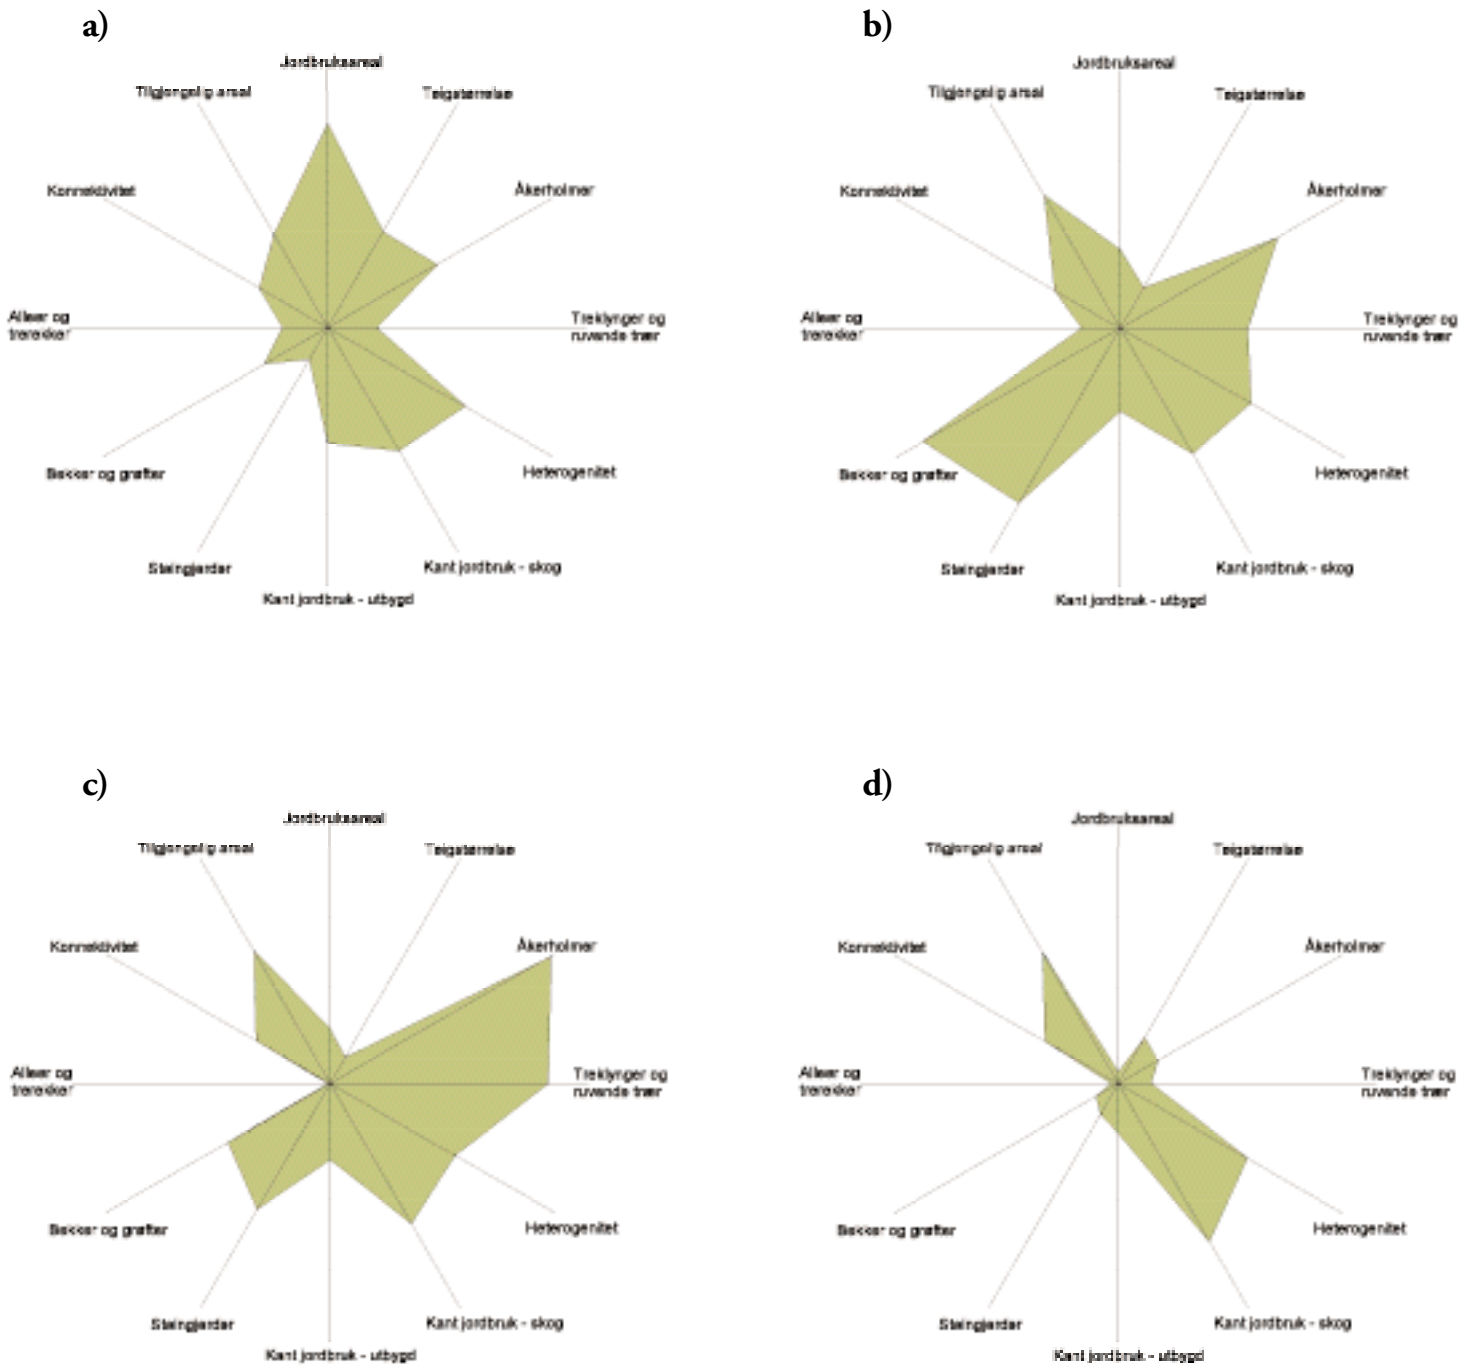 a)
Jordbruksareal
Tilgjengelig areal
Teigstørrelse
Konnektivitet
Åkerholmer
Alleer og
trerekker
Treklynger og
ruvende trær
Bekker og grøfter
Heterogenitet
Steingjerder
Kant jordbruk - skog
Kant jordbruk - utbygd
b)
Jordbruksareal
Tilgjengelig areal
Teigstørrelse
Konnektivitet
Åkerholmer
Alleer og
trerekker
Treklynger og
ruvende trær
Bekker og grøfter
Heterogenitet
Steingjerder
Kant jordbruk - skog
Kant jordbruk - utbygd
c)
Jordbruksareal
Tilgjengelig areal
Teigstørrelse
Konnektivitet
Åkerholmer
Alleer og
trerekker
Treklynger og
ruvende trær
Bekker og grøfter
Heterogenitet
Steingjerder
Kant jordbruk - skog
Kant jordbruk - utbygd
d)
Jordbruksareal
Tilgjengelig areal
Teigstørrelse
Konnektivitet
Åkerholmer
Alleer og
trerekker
Treklynger og
ruvende trær
Bekker og grøfter
Heterogenitet
Steingjerder
Kant jordbruk - skog
Kant jordbruk - utbygd